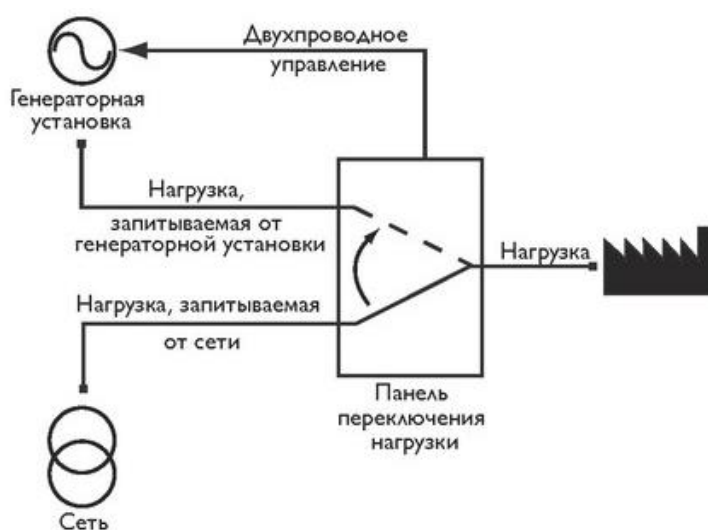 Двухпроводное
управление
Генераторная
установка
Нагрузка,
запитываемая от
генераторной установки
Нагрузка
Нагрузка, запитываемая
от сети
Панель
переключения
нагрузки
Сеть